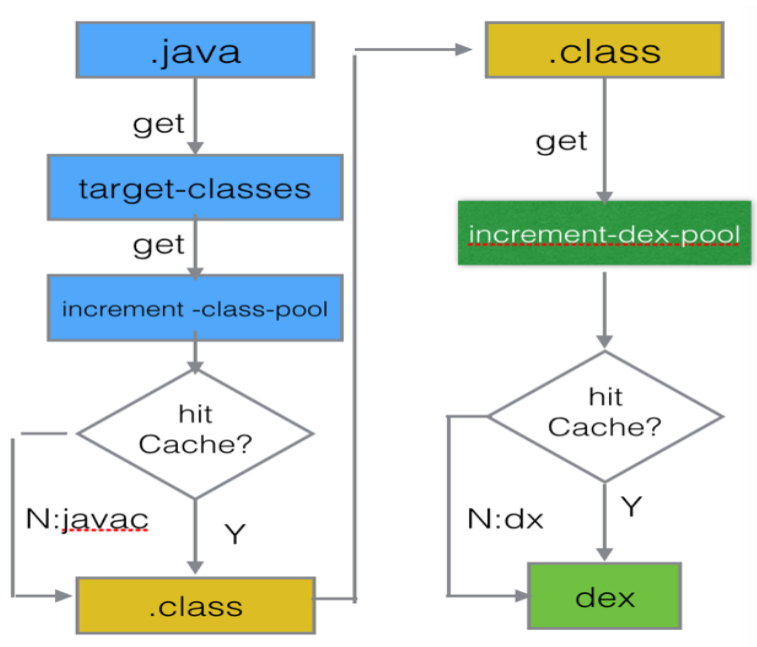 .java
get
target-classes
get
increment -class-pool
hit
Cache?
N:javac
Y
.class
.class
get
increment-dex-pool
hit
Cache?
N:dx
Y
dex